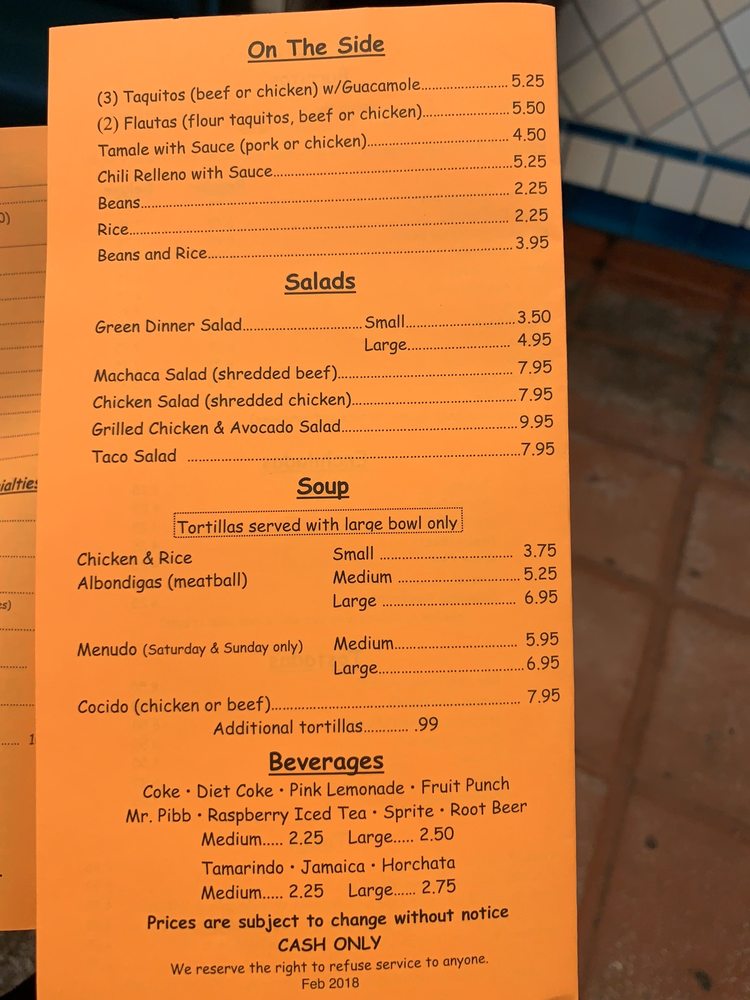 On The Side
(3) Taquitos (beef or chicken) w/Guacamole........................ 5.25
(2) Flautas (flour taquitos, beef or chicken)........................ 5.50
Tamale with Sauce (pork or chicken)........................ 4.50
Chili Relleno with Sauce........................5.25
Beans........................ 2.25
Rice........................ 2.25
Beans and Rice........................3.95
Salads
Green Dinner Salad........................Small........................3.50
Large........................ 4.95
Machaca Salad (shredded beef)........................ 7.95
Chicken Salad (shredded chicken)........................7.95
Grilled Chicken & Avocado Salad........................9.95
Taco Salad ........................7.95
Soup
Tortillas served with large bowl only
Chicken & Rice Small ........................ 3.75
Albondigas (meatball) Medium ........................5.25
Large ........................ 6.95
Menudo (Saturday & Sunday only) Medium........................ 5.95
Large........................6.95
Cocido (chicken or beef)........................ 7.95
Additional tortillas............ .99
Beverages
Coke • Diet Coke • Pink Lemonade • Fruit Punch
Mr. Pibb • Raspberry Iced Tea • Sprite • Root Beer
Medium..... 2.25 Large..... 2.50
Tamarindo • Jamaica • Horchata
Medium..... 2.25 Large...... 2.75
Prices are subject to change without notice
CASH ONLY
We reserve the right to refuse service to anyone.
Feb 2018